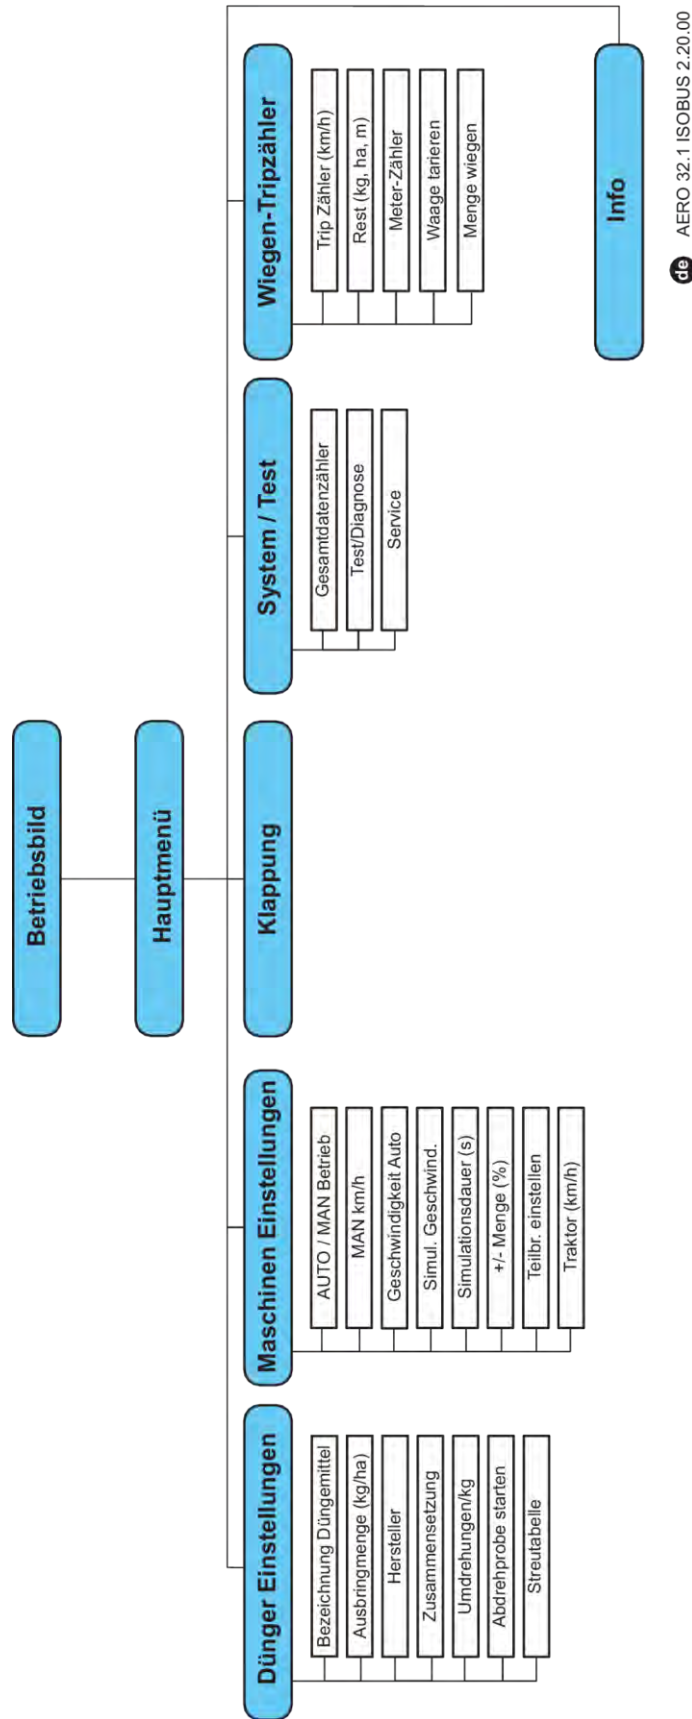 Betriebsbild
Hauptmenü
Dünger Einstellungen
Bezeichnung Düngemittel
Ausbringmenge (kg/ha)
Hersteller
Zusammensetzung
Umdrehungen/kg
Abdrehprobe starten
Streutabelle
Maschinen Einstellungen
AUTO / MAN Betrieb
MAN km/h
Geschwindigkeit Auto
Simul. Geschwind.
Simulationsdauer (s)
+/- Menge (%)
Teilbr. einstellen
Traktor (km/h)
Klappung
System / Test
Gesamtdatenzähler
Test/Diagnose
Service
Wiegen-Tripzähler
Trip Zähler (km/h)
Rest (kg, ha, m)
Meter-Zähler
Waage tarieren
Menge wiegen
Info
de AERO 32.1 ISOBUS 2.20.00